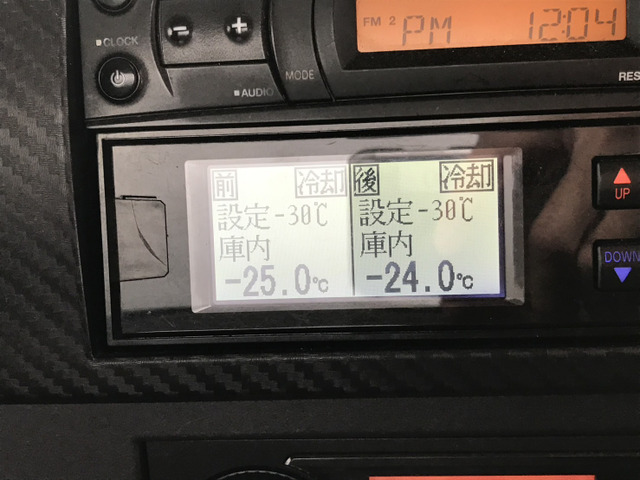 FM 2
PM 12:04
CLOCK
AUDIO
MODE
RES
前 冷却
設定-30℃
庫内
-25.0℃
後 冷却
設定-30℃
庫内
-24.0℃
UP
DOWN